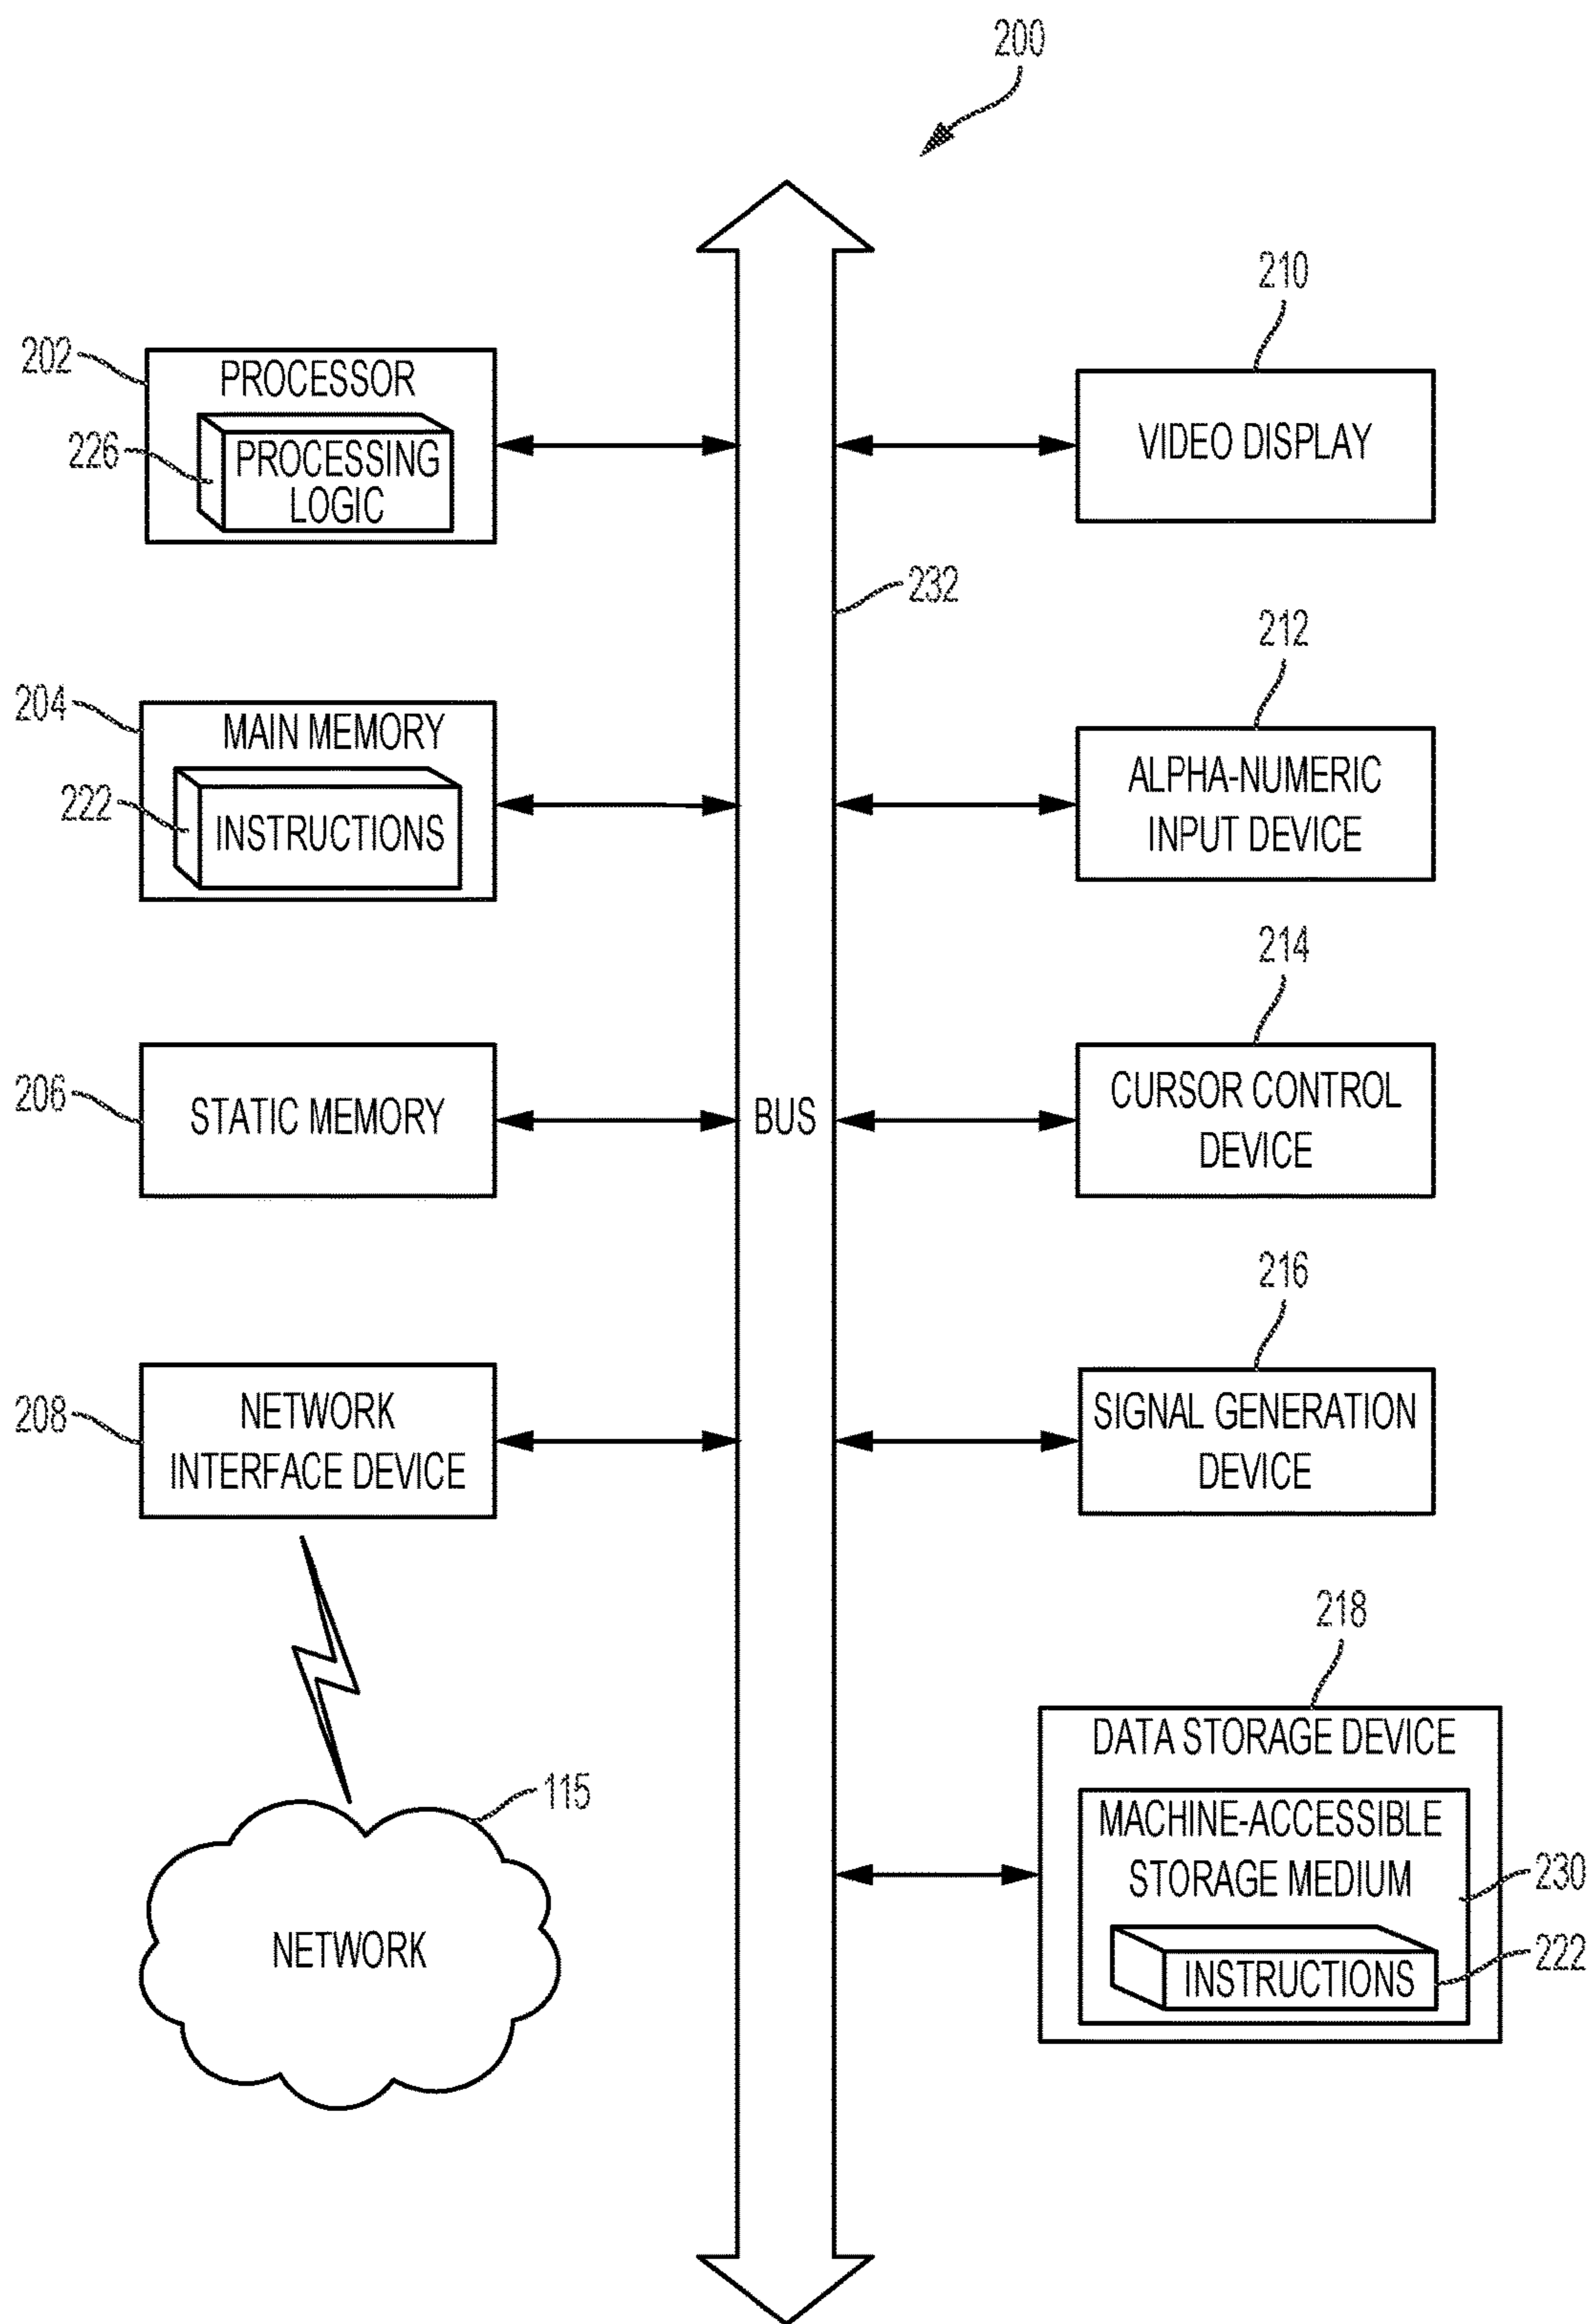 200
202
PROCESSOR
226
PROCESSING
LOGIC
210
VIDEO DISPLAY
232
204
MAIN MEMORY
222
INSTRUCTIONS
212
ALPHA-NUMERIC
INPUT DEVICE
206
STATIC MEMORY
BUS
214
CURSOR CONTROL
DEVICE
208
NETWORK
INTERFACE DEVICE
216
SIGNAL GENERATION
DEVICE
115
NETWORK
218
DATA STORAGE DEVICE
MACHINE-ACCESSIBLE
STORAGE MEDIUM
230
INSTRUCTIONS
222